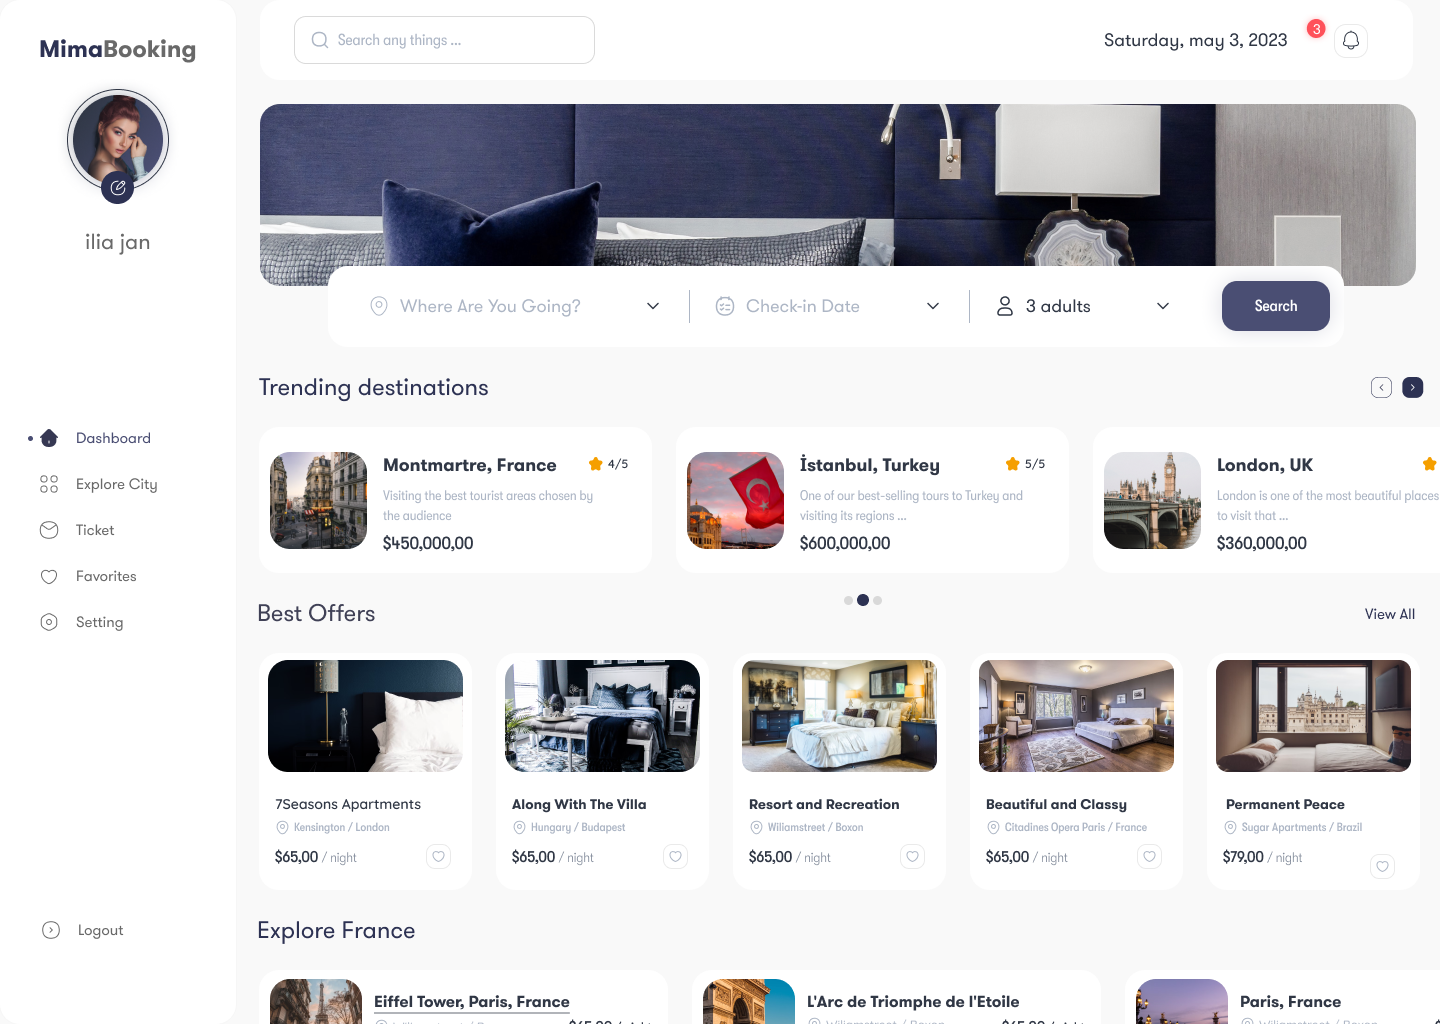 MimaBooking
ilia jan
Dashboard
Explore City
Ticket
Favorites
Setting
Logout
Search any things ...
Saturday, may 3, 2023
3
Where Are You Going?
Check-in Date
3 adults
Search
Trending destinations
Montmartre, France
4/5
Visiting the best tourist areas chosen by
the audience
$450,000,00
İstanbul, Turkey
5/5
One of our best-selling tours to Turkey and
visiting its regions ...
$600,000,00
London, UK
London is one of the most beautiful places
to visit that ...
$360,000,00
Best Offers
View All
7Seasons Apartments
Kensington / London
$65,00 / night
Along With The Villa
Hungary / Budapest
$65,00 / night
Resort and Recreation
Wiliamstreet / Boxon
$65,00 / night
Beautiful and Classy
Citadines Opera Paris / France
$65,00 / night
Permanent Peace
Sugar Apartments / Brazil
$79,00 / night
Explore France
Eiffel Tower, Paris, France
L'Arc de Triomphe de l'Etoile
Paris, France